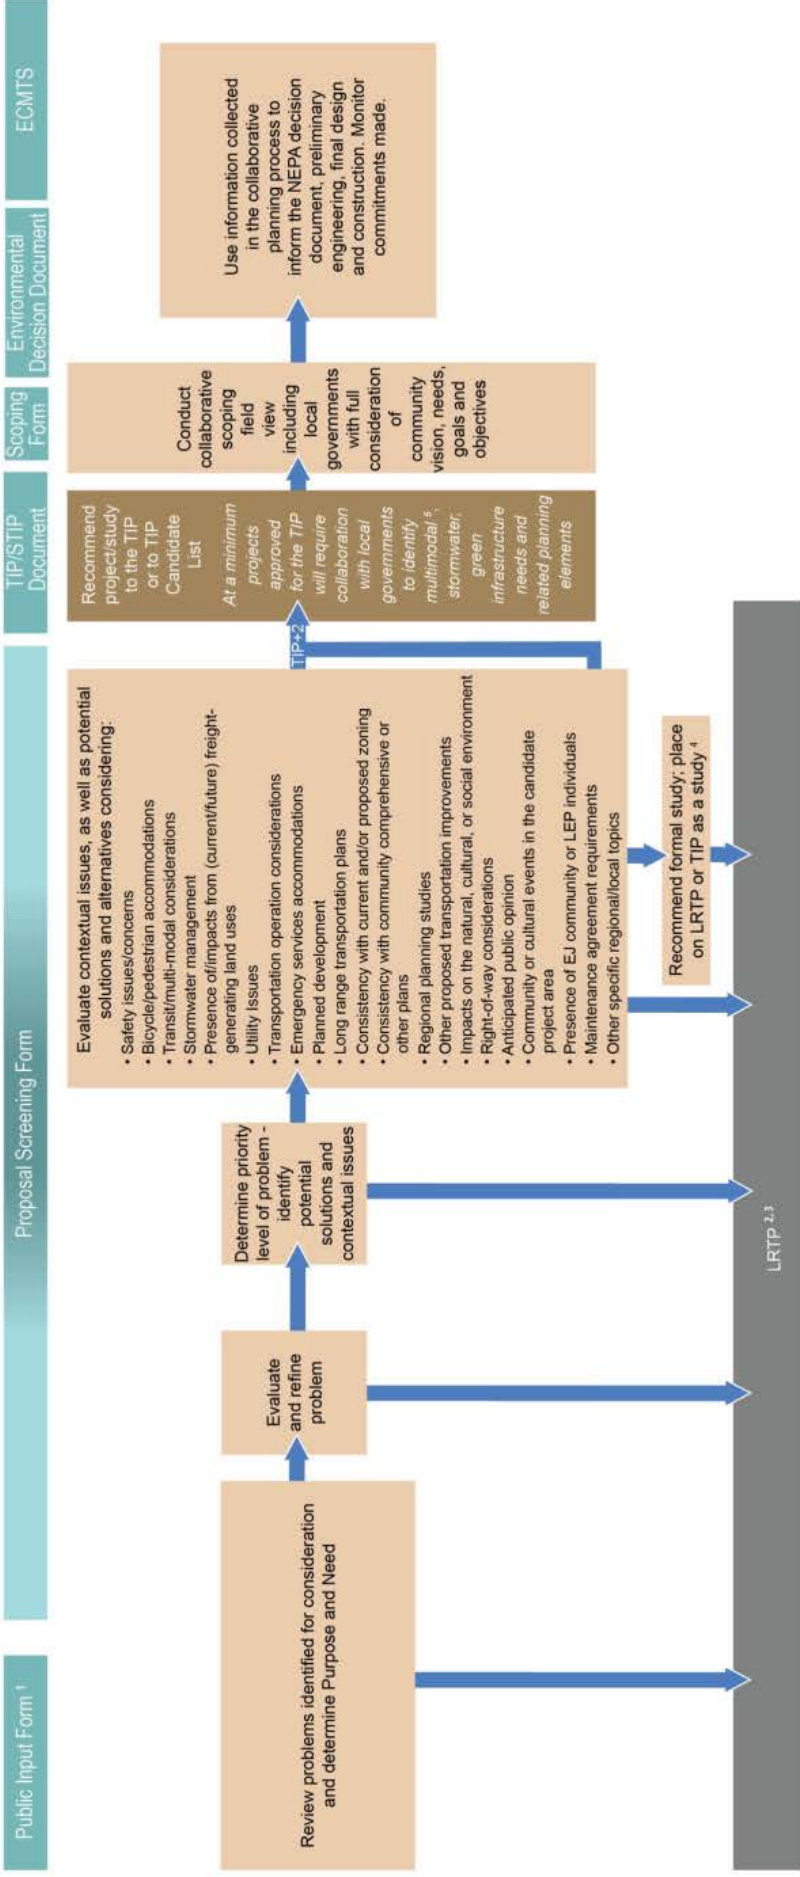 Public Input Form ¹
Proposal Screening Form
TIP/STIP
Document
Scoping
Form
Environmental
Decision Document
ECMTS
Review problems identified for consideration
and determine Purpose and Need
Evaluate
and refine
problem
Determine priority
level of problem -
identify
potential
solutions and
contextual issues
Evaluate contextual issues, as well as potential
solutions and alternatives considering:
• Safety issues/concerns
• Bicycle/pedestrian accommodations
• Transit/multi-modal considerations
• Stormwater management
• Presence of/impacts from (current/future) freight-
generating land uses
• Utility Issues
• Transportation operation considerations
• Emergency services accommodations
• Planned development
• Long range transportation plans
• Consistency with current and/or proposed zoning
• Consistency with community comprehensive or
other plans
• Regional planning studies
• Other proposed transportation improvements
• Impacts on the natural, cultural, or social environment
• Right-of-way considerations
• Anticipated public opinion
• Community or cultural events in the candidate
project area
• Presence of EJ community or LEP individuals
• Maintenance agreement requirements
• Other specific regional/local topics
Recommend formal study; place
on LRTP or TIP as a study ⁴
TIP+2
Recommend
project/study
to the TIP
or to TIP
Candidate
List
At a minimum
projects
approved
for the TIP
will require
collaboration
with local
governments
to identify
multimodal ⁵,
stormwater,
green
infrastructure
needs and
related planning
elements
Conduct
collaborative
scoping
field
view
including
local
governments
with full
consideration
of
community
vision, needs,
goals and
objectives
Use information collected
in the collaborative
planning process to
inform the NEPA decision
document, preliminary
engineering, final design
and construction. Monitor
commitments made.
LRTP ²,³